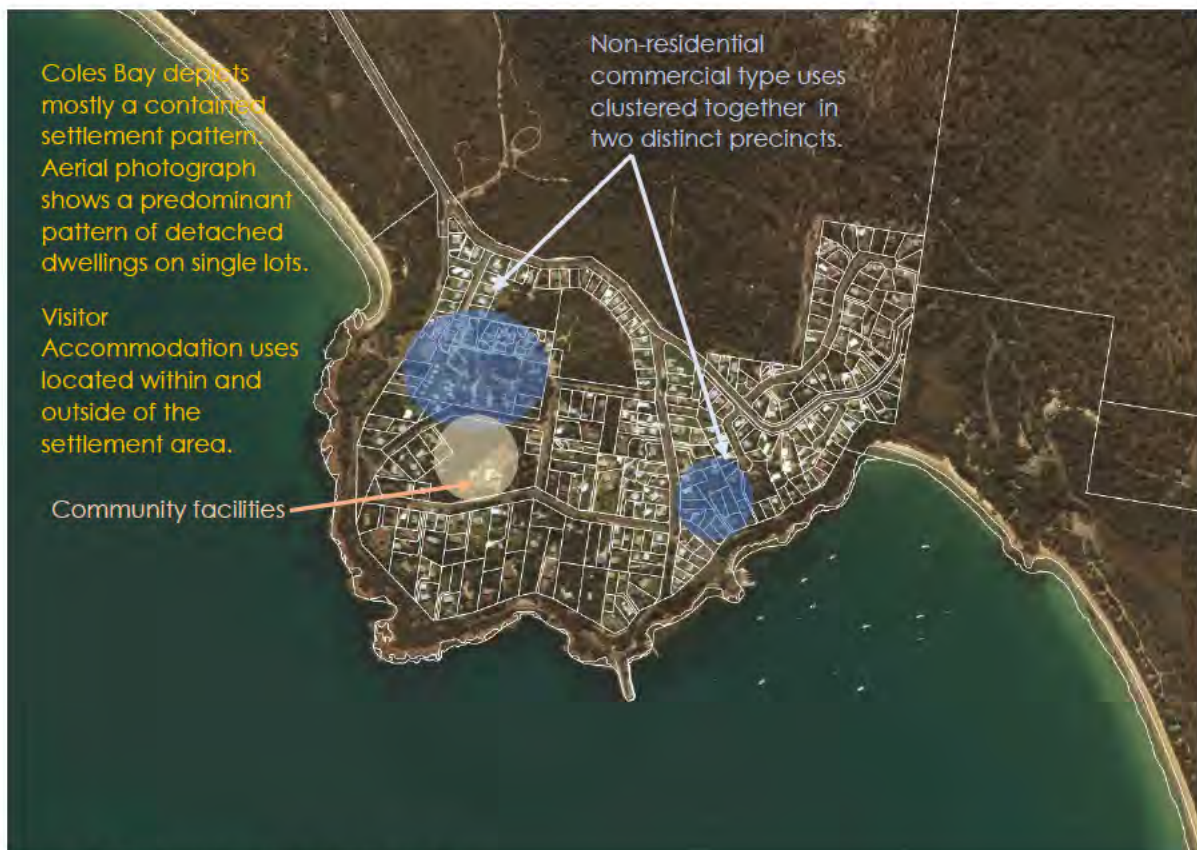 Coles Bay depicts
mostly a contained
settlement pattern.
Aerial photograph
shows a predominant
pattern of detached
dwellings on single lots.
Visitor
Accommodation uses
located within and
outside of the
settlement area.
Community facilities
Non-residential
commercial type uses
clustered together in
two distinct precincts.